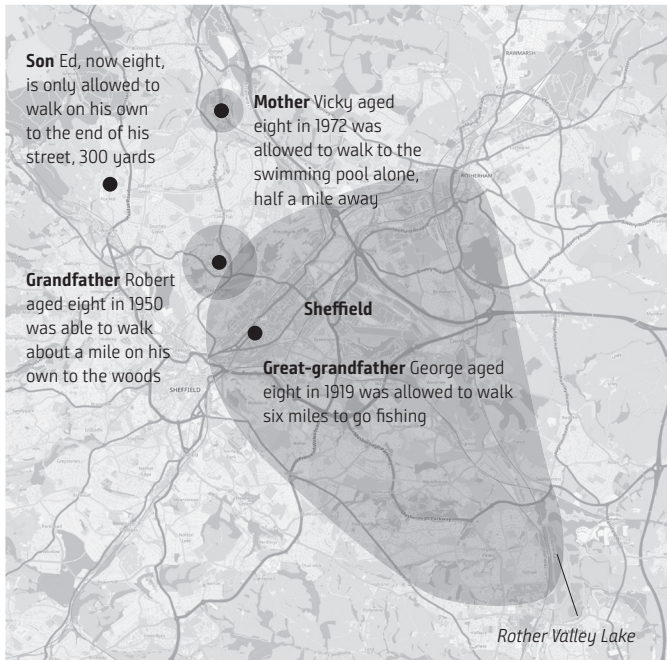 Son Ed, now eight,
is only allowed to
walk on his own
to the end of his
street, 300 yards
Mother Vicky aged
eight in 1972 was
allowed to walk to the
swimming pool alone,
half a mile away
Grandfather Robert
aged eight in 1950
was able to walk
about a mile on his
own to the woods
Sheffield
Great-grandfather George aged
eight in 1919 was allowed to walk
six miles to go fishing
Rother Valley Lake
RAWMARSH
ROTHERHAM
SHEFFIELD